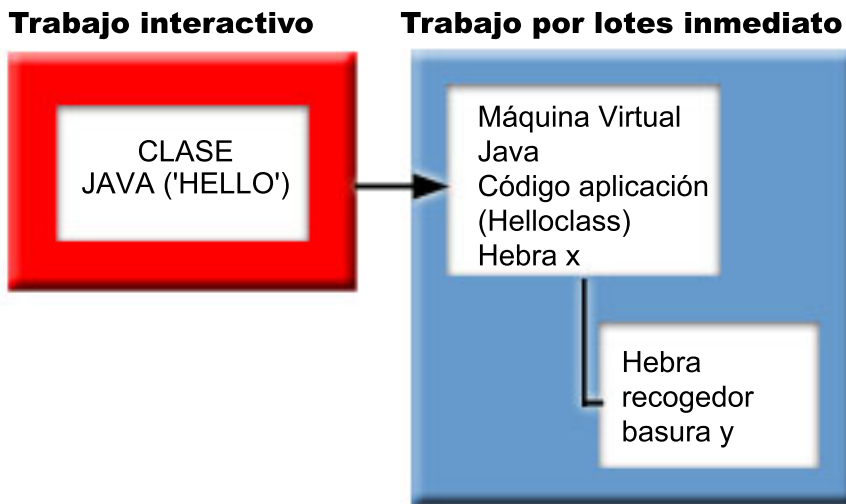 Trabajo interactivo
Trabajo por lotes inmediato
CLASE
JAVA ('HELLO')
Máquina Virtual
Java
Código aplicación
(Helloclass)
Hebra x
Hebra
recogedor
basura y